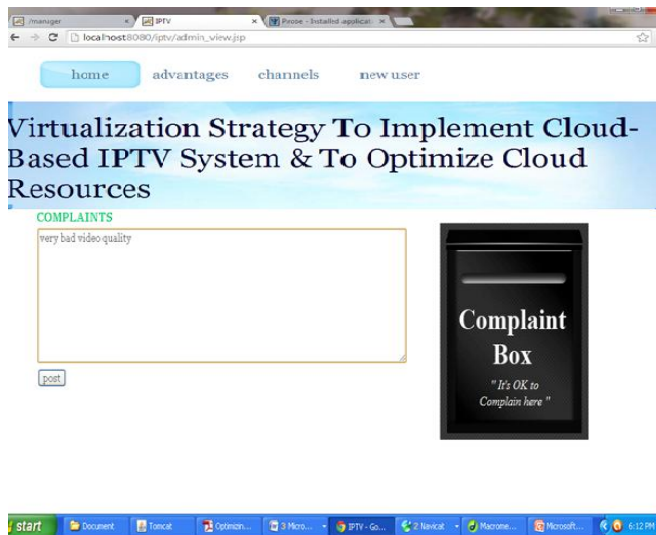 /manager
IPTV
Pvrose - Installed applicat
localhost:8080/iptv/admin_view.jsp
home
advantages
channels
new user
Virtualization Strategy To Implement Cloud-
Based IPTV System & To Optimize Cloud
Resources
COMPLAINTS
very bad video quality
post
Complaint
Box
" It's OK to
Complain here "
start
Document
Tomcat
Optimizin...
3 Micro...
IPTV - Go...
2 Navicat
Macrome...
Microsoft...
6:12 PM